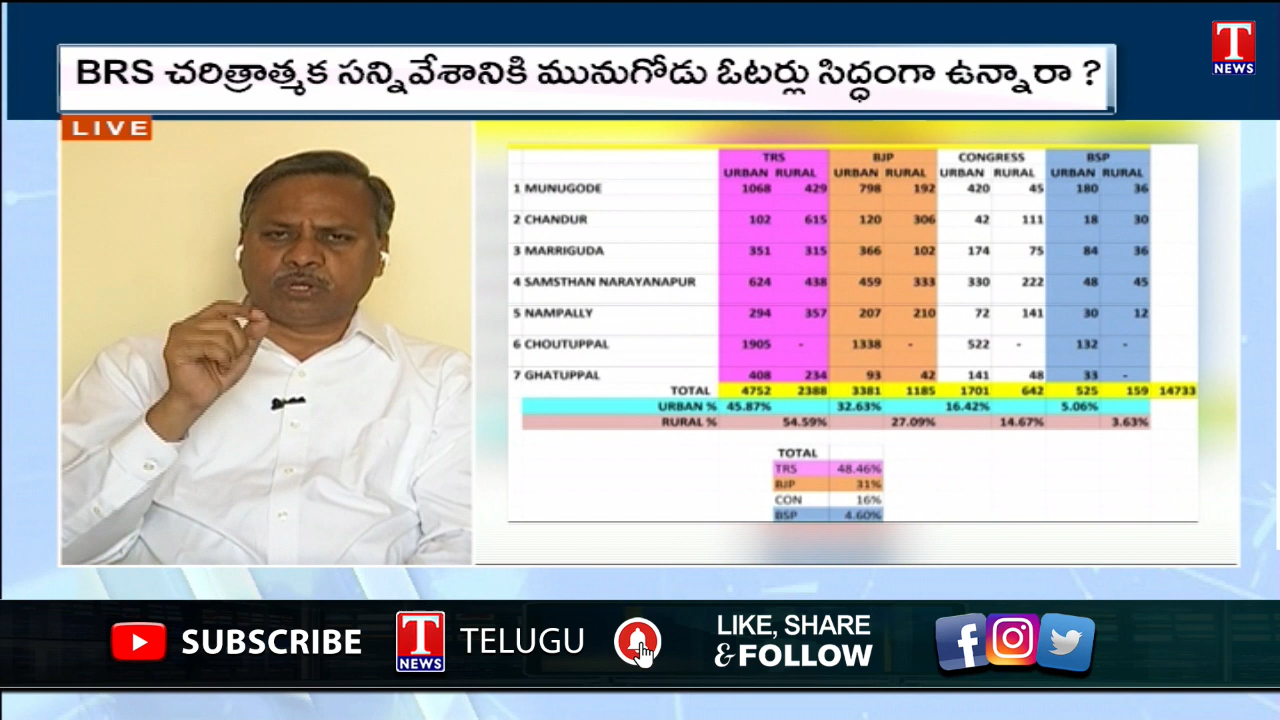 T
NEWS
BRS చరిత్రాత్మక సన్నివేశానికి మునుగోడు ఓటర్లు సిద్ధంగా ఉన్నారా ?
LIVE
TRS BJP CONGRESS BSP
URBAN RURAL URBAN RURAL URBAN RURAL URBAN RURAL
1 MUNUGODE 1068 429 798 192 420 45 180 36
2 CHANDUR 102 615 120 306 42 111 18 30
3 MARRIGUDA 351 315 366 102 174 75 84 36
4 SAMSTHAN NARAYANAPUR 624 438 459 333 330 222 48 45
5 NAMPALLY 294 357 207 210 72 141 30 12
6 CHOUTUPPAL 1905 - 1338 - 522 - 132 -
7 GHATUPPAL 408 234 93 42 141 48 33 -
TOTAL 4752 2388 3381 1185 1701 642 525 159 14733
URBAN % 45.87% 32.63% 16.42% 5.06%
RURAL % 54.59% 27.09% 14.67% 3.63%
TOTAL
TRS 48.46%
BJP 31%
CON 16%
BSP 4.60%
SUBSCRIBE
T
NEWS
TELUGU
LIKE, SHARE
& FOLLOW